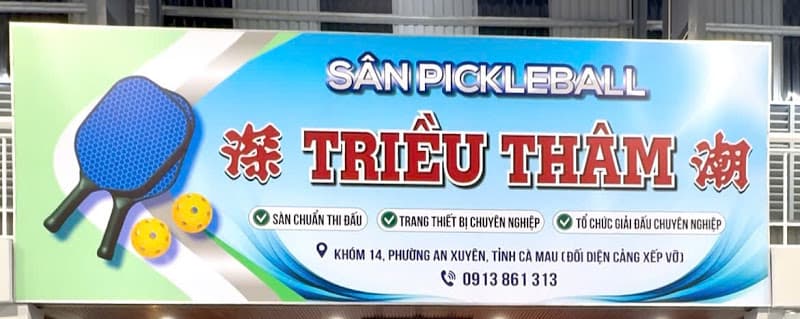 SÂN PICKLEBALL
深 TRIỀU THÂM 潮
SÀN CHUẨN THI ĐẤU TRANG THIẾT BỊ CHUYÊN NGHIỆP TỔ CHỨC GIẢI ĐẤU CHUYÊN NGHIỆP
KHÓM 14, PHƯỜNG AN XUYÊN, TỈNH CÀ MAU (ĐỐI DIỆN CẢNG XẾP VỠ)
0913 861 313